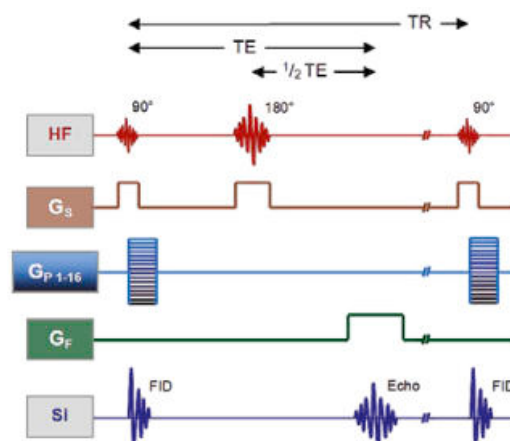 TR
TE
1/2 TE
90° 180° 90°
HF
GS
GP 1-16
GF
FID Echo FID
SI